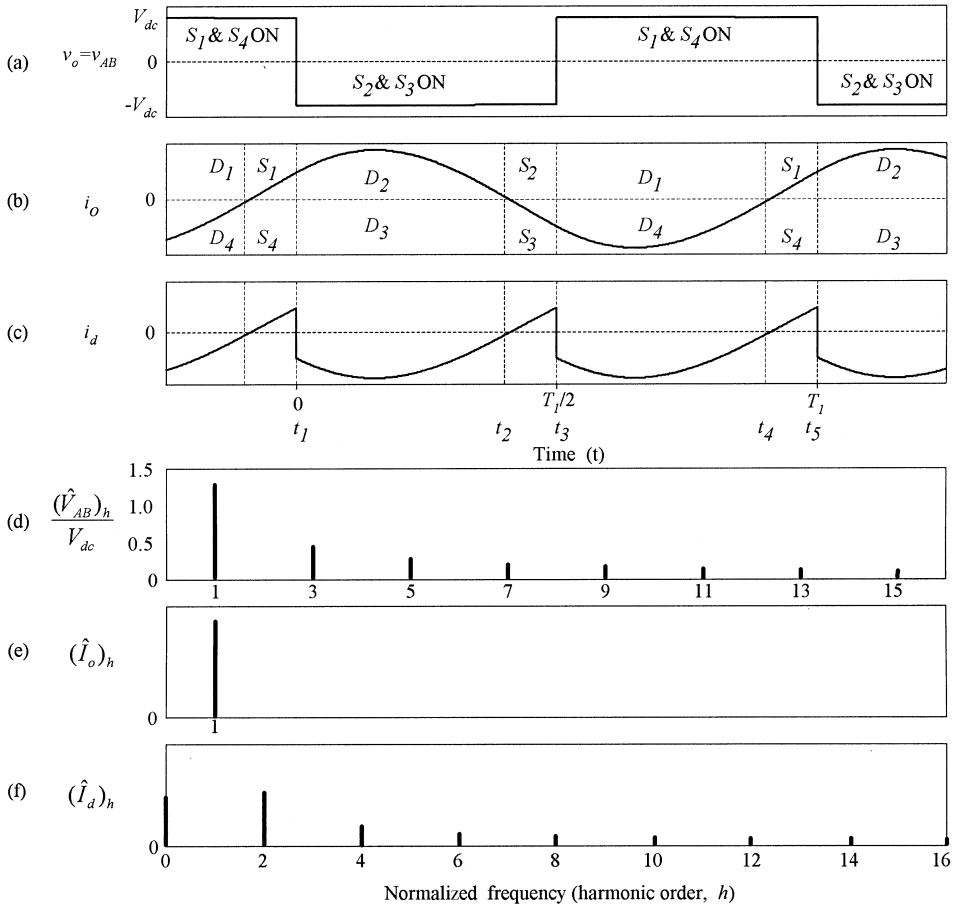 (a)
v_o=v_AB
V_dc
0
-V_dc
S_1 & S_4 ON
S_2 & S_3 ON
S_1 & S_4 ON
S_2 & S_3 ON
(b)
i_o
0
D_1 S_1 D_2 S_2 D_1 S_1 D_2
D_4 S_4 D_3 S_3 D_4 S_4 D_3
(c)
i_d
0
0 T_1/2 T_1
t_1 t_2 t_3 t_4 t_5
Time (t)
(d)
(V̂_AB)_h
V_dc
1.5
1.0
0.5
0
1 3 5 7 9 11 13 15
(e)
(Î_o)_h
0
1
(f)
(Î_d)_h
0
0 2 4 6 8 10 12 14 16
Normalized frequency (harmonic order, h)